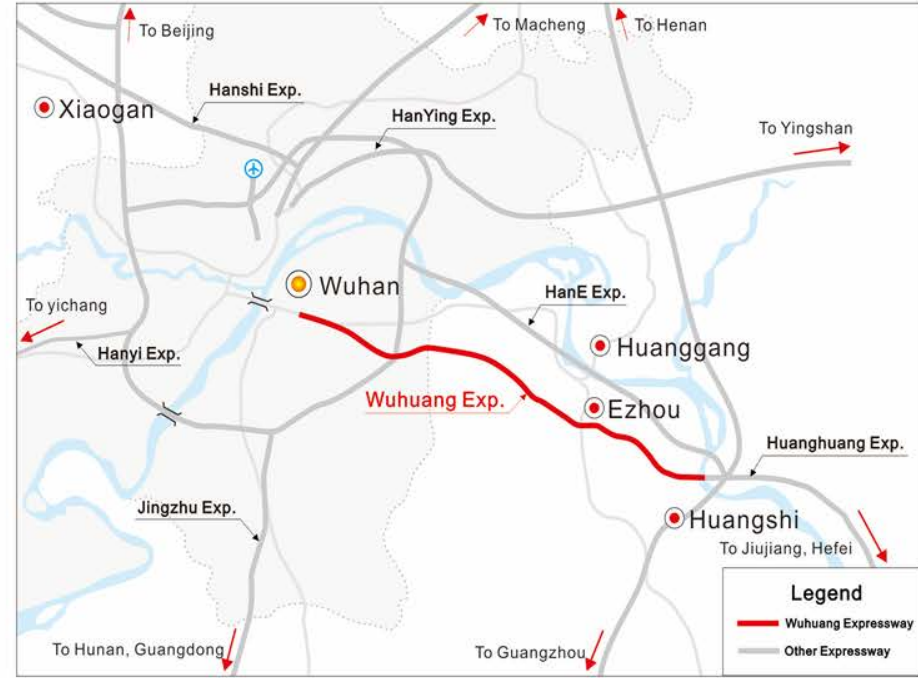 To Beijing
To Macheng
To Henan
Hanshi Exp.
Xiaogan
HanYing Exp.
To Yingshan
Wuhan
To yichang
HanE Exp.
Hanyi Exp.
Huanggang
Wuhuang Exp.
Ezhou
Huanghuang Exp.
Jingzhu Exp.
Huangshi
To Jiujiang, Hefei
To Hunan, Guangdong
To Guangzhou
Legend
Wuhuang Expressway
Other Expressway